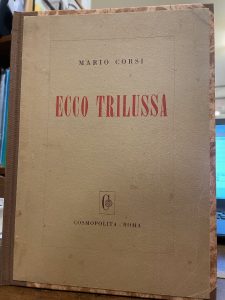 MARIO CORSI
ECCO TRILUSSA
COSMOPOLITA - ROMA